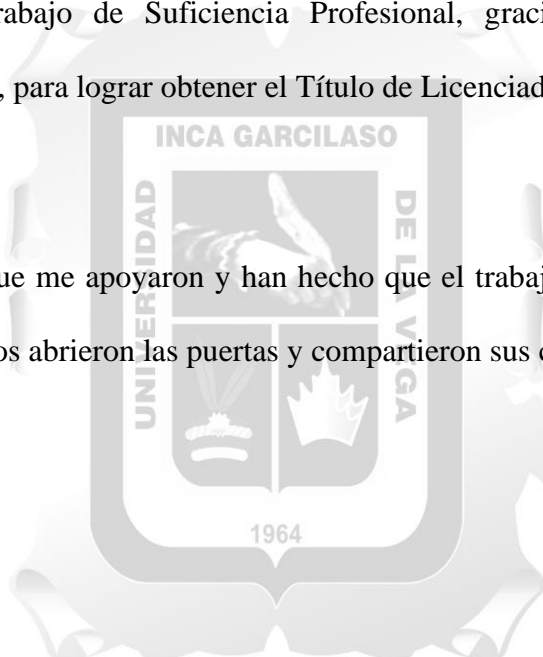 rabajo de Suficiencia Profesional, graci
, para lograr obtener el Título de Licenciad
INCA GARCILASO
UNIVERSIDAD
DE LA VEGA
ue me apoyaron y han hecho que el trabaj
os abrieron las puertas y compartieron sus
1964